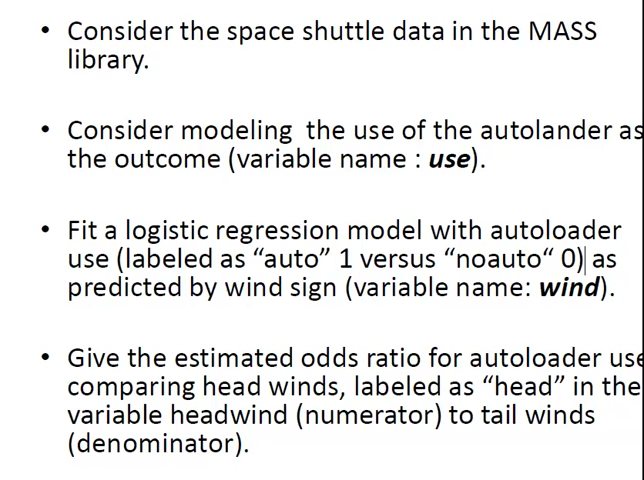 • Consider the space shuttle data in the MASS
library.
• Consider modeling the use of the autolander as
the outcome (variable name : use).
• Fit a logistic regression model with autoloader
use (labeled as “auto” 1 versus “noauto“ 0) as
predicted by wind sign (variable name: wind).
• Give the estimated odds ratio for autoloader use
comparing head winds, labeled as “head” in the
variable headwind (numerator) to tail winds
(denominator).